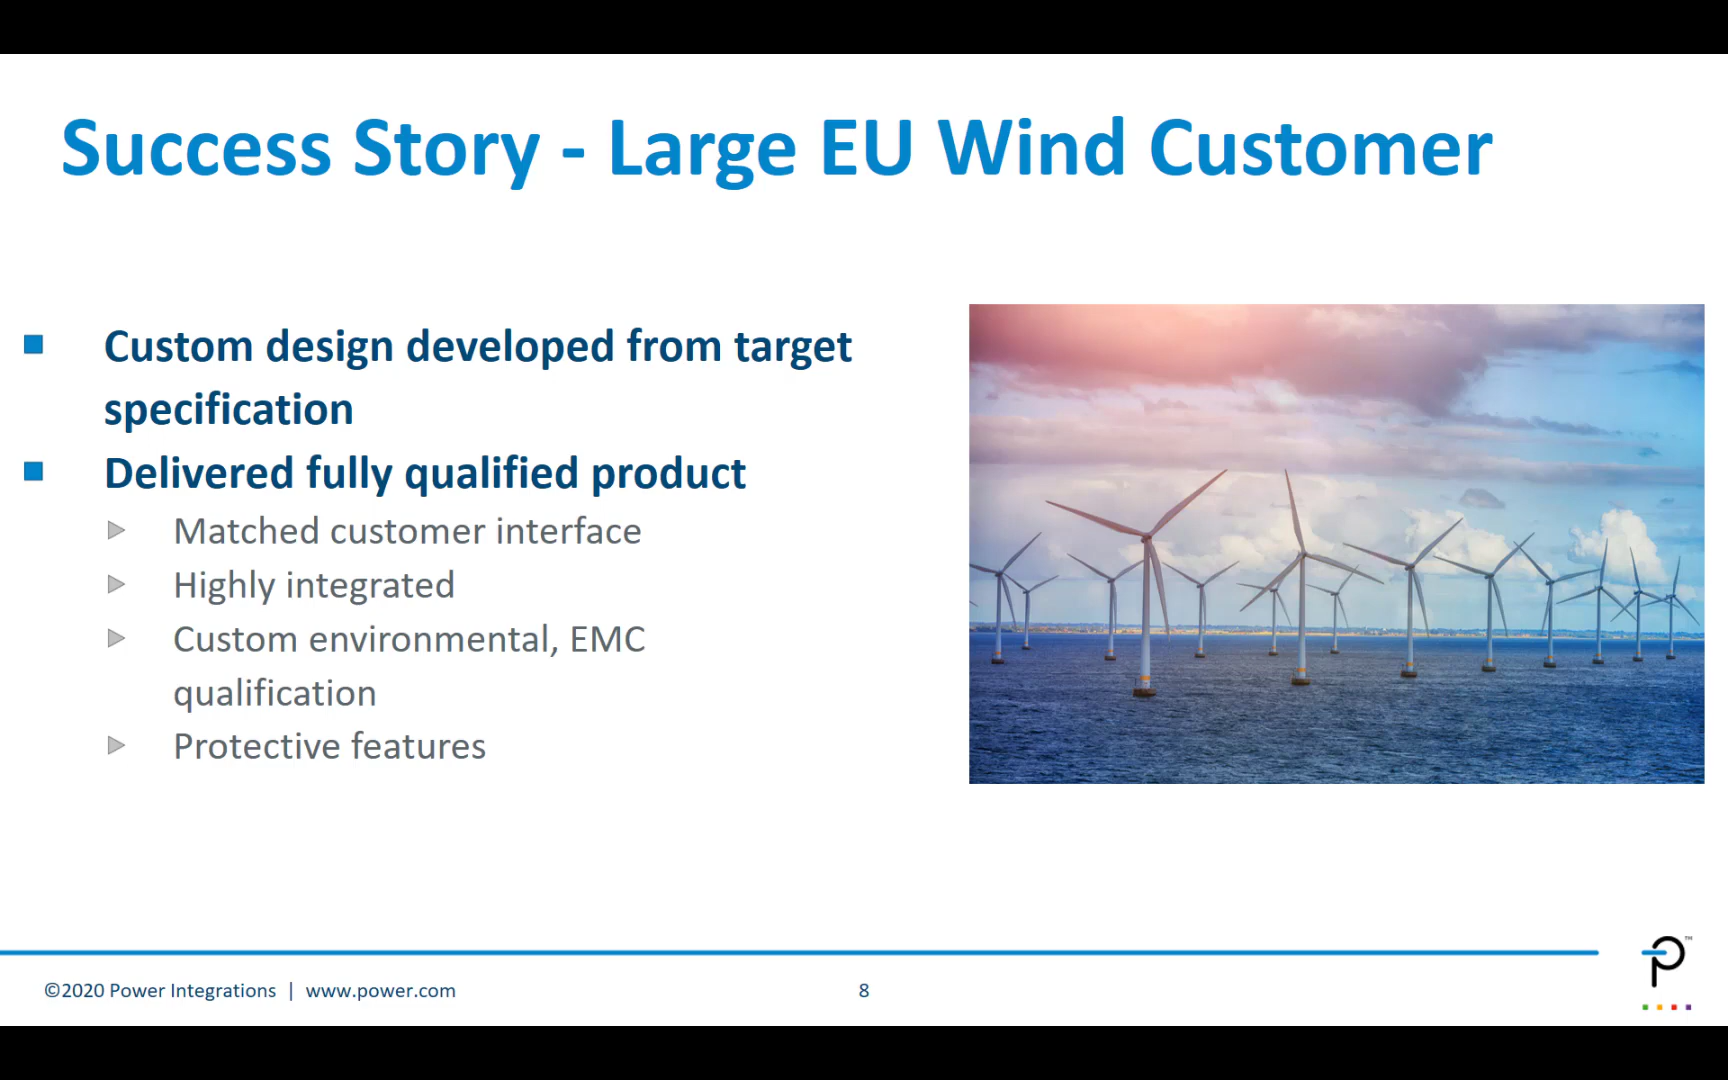 Success Story - Large EU Wind Customer
Custom design developed from target
specification
Delivered fully qualified product
Matched customer interface
Highly integrated
Custom environmental, EMC
qualification
Protective features
©2020 Power Integrations | www.power.com
8
™